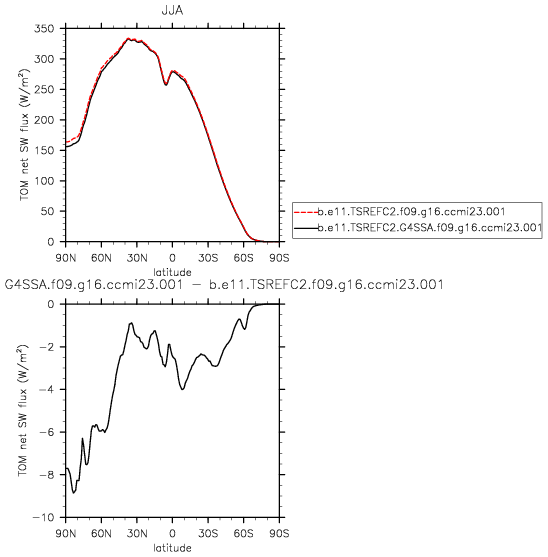 JJA
350
300
250
200
150
100
50
0
TOM net SW flux (W/m²)
90N 60N 30N 0 30S 60S 90S
latitude
b.e11.TSREFC2.f09.g16.ccmi23.001
b.e11.TSREFC2.G4SSA.f09.g16.ccmi23.001
G4SSA.f09.g16.ccmi23.001 − b.e11.TSREFC2.f09.g16.ccmi23.001
0
−2
−4
−6
−8
−10
TOM net SW flux (W/m²)
90N 60N 30N 0 30S 60S 90S
latitude